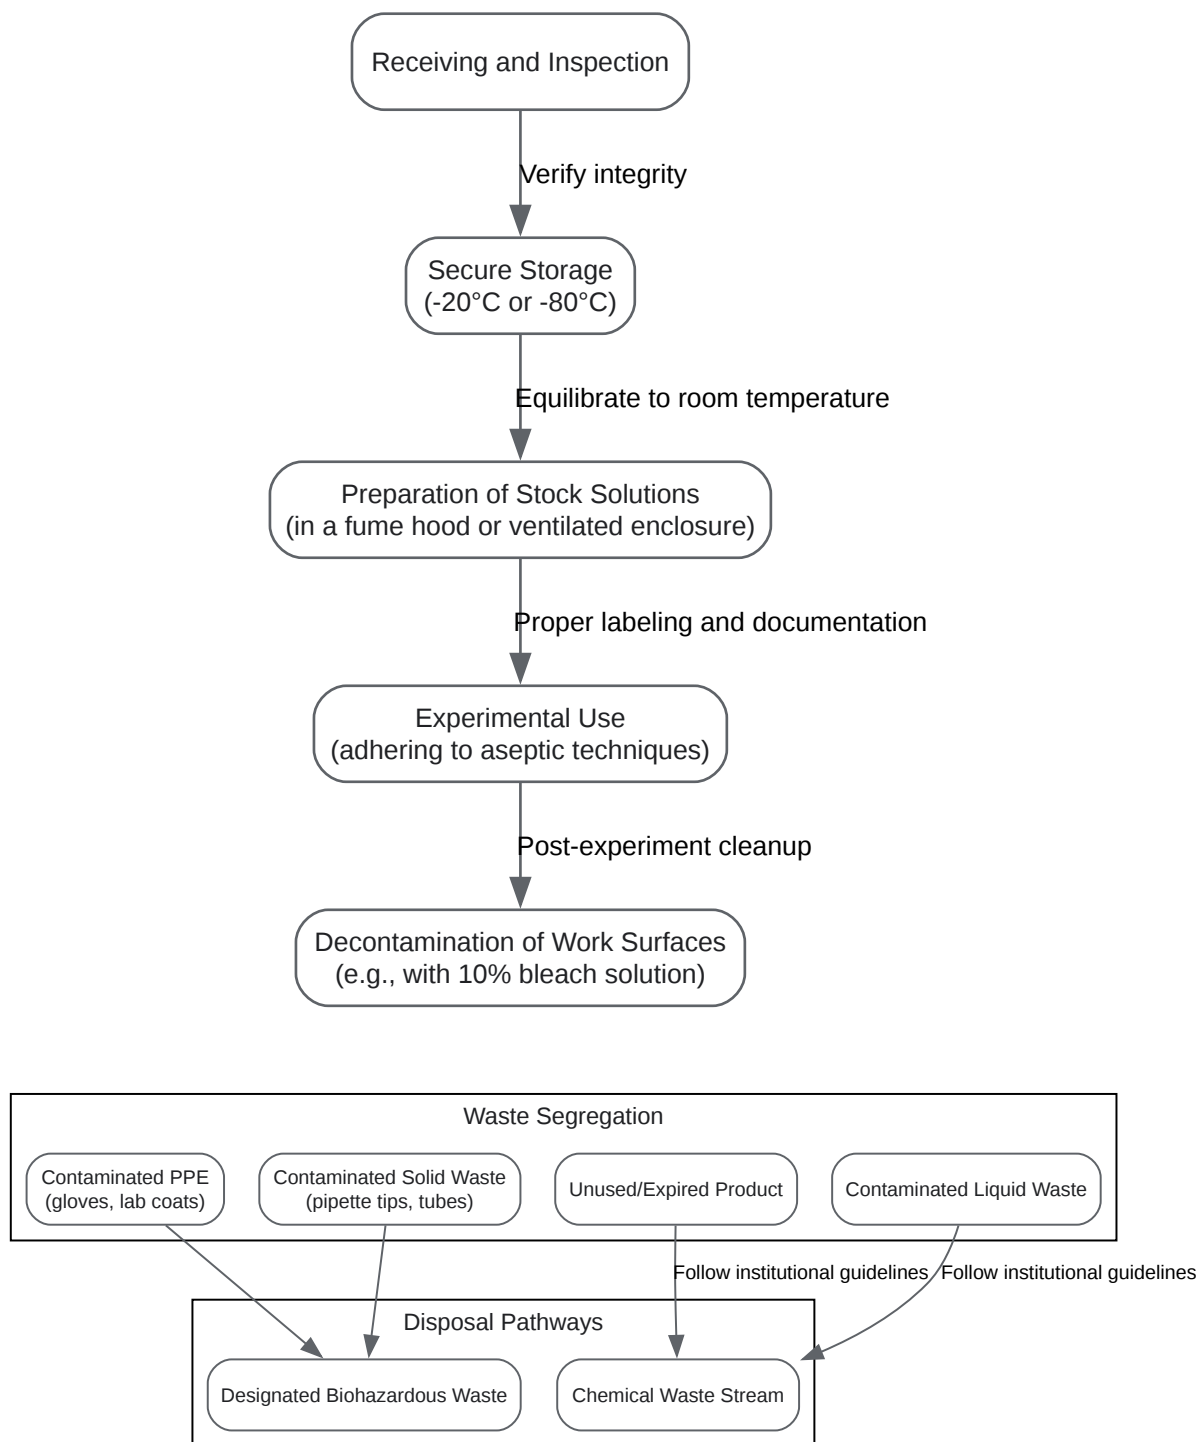 Receiving and Inspection
Verify integrity
Secure Storage
(-20°C or -80°C)
Equilibrate to room temperature
Preparation of Stock Solutions
(in a fume hood or ventilated enclosure)
Proper labeling and documentation
Experimental Use
(adhering to aseptic techniques)
Post-experiment cleanup
Decontamination of Work Surfaces
(e.g., with 10% bleach solution)
Waste Segregation
Contaminated PPE
(gloves, lab coats)
Contaminated Solid Waste
(pipette tips, tubes)
Unused/Expired Product
Contaminated Liquid Waste
Follow institutional guidelines
Follow institutional guidelines
Disposal Pathways
Designated Biohazardous Waste
Chemical Waste Stream